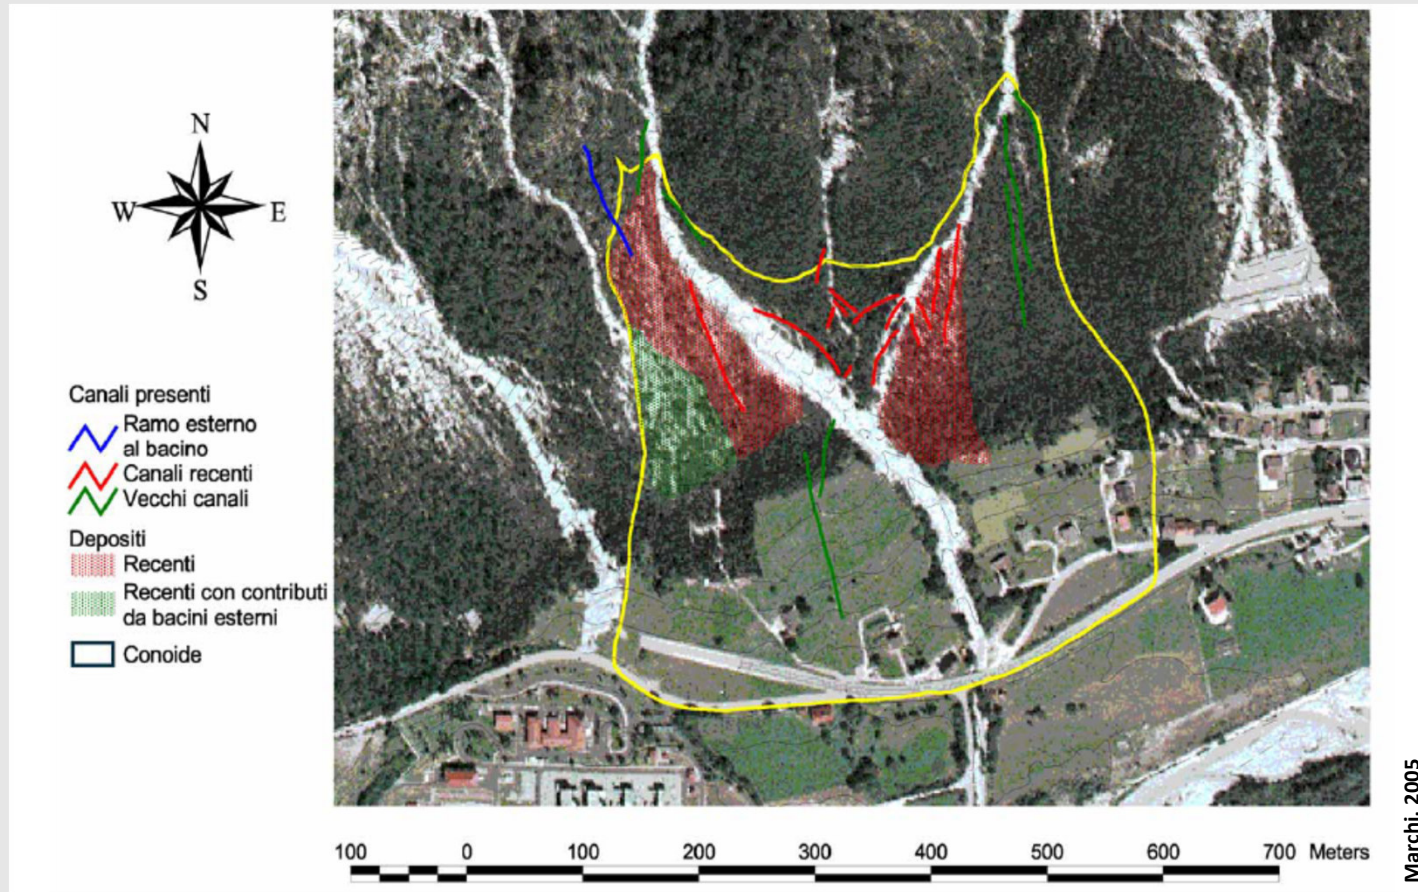 N
W E
S
Canali presenti
Ramo esterno
al bacino
Canali recenti
Vecchi canali
Depositi
Recenti
Recenti con contributi
da bacini esterni
Conoide
100 0 100 200 300 400 500 600 700 Meters
Marchi, 2005